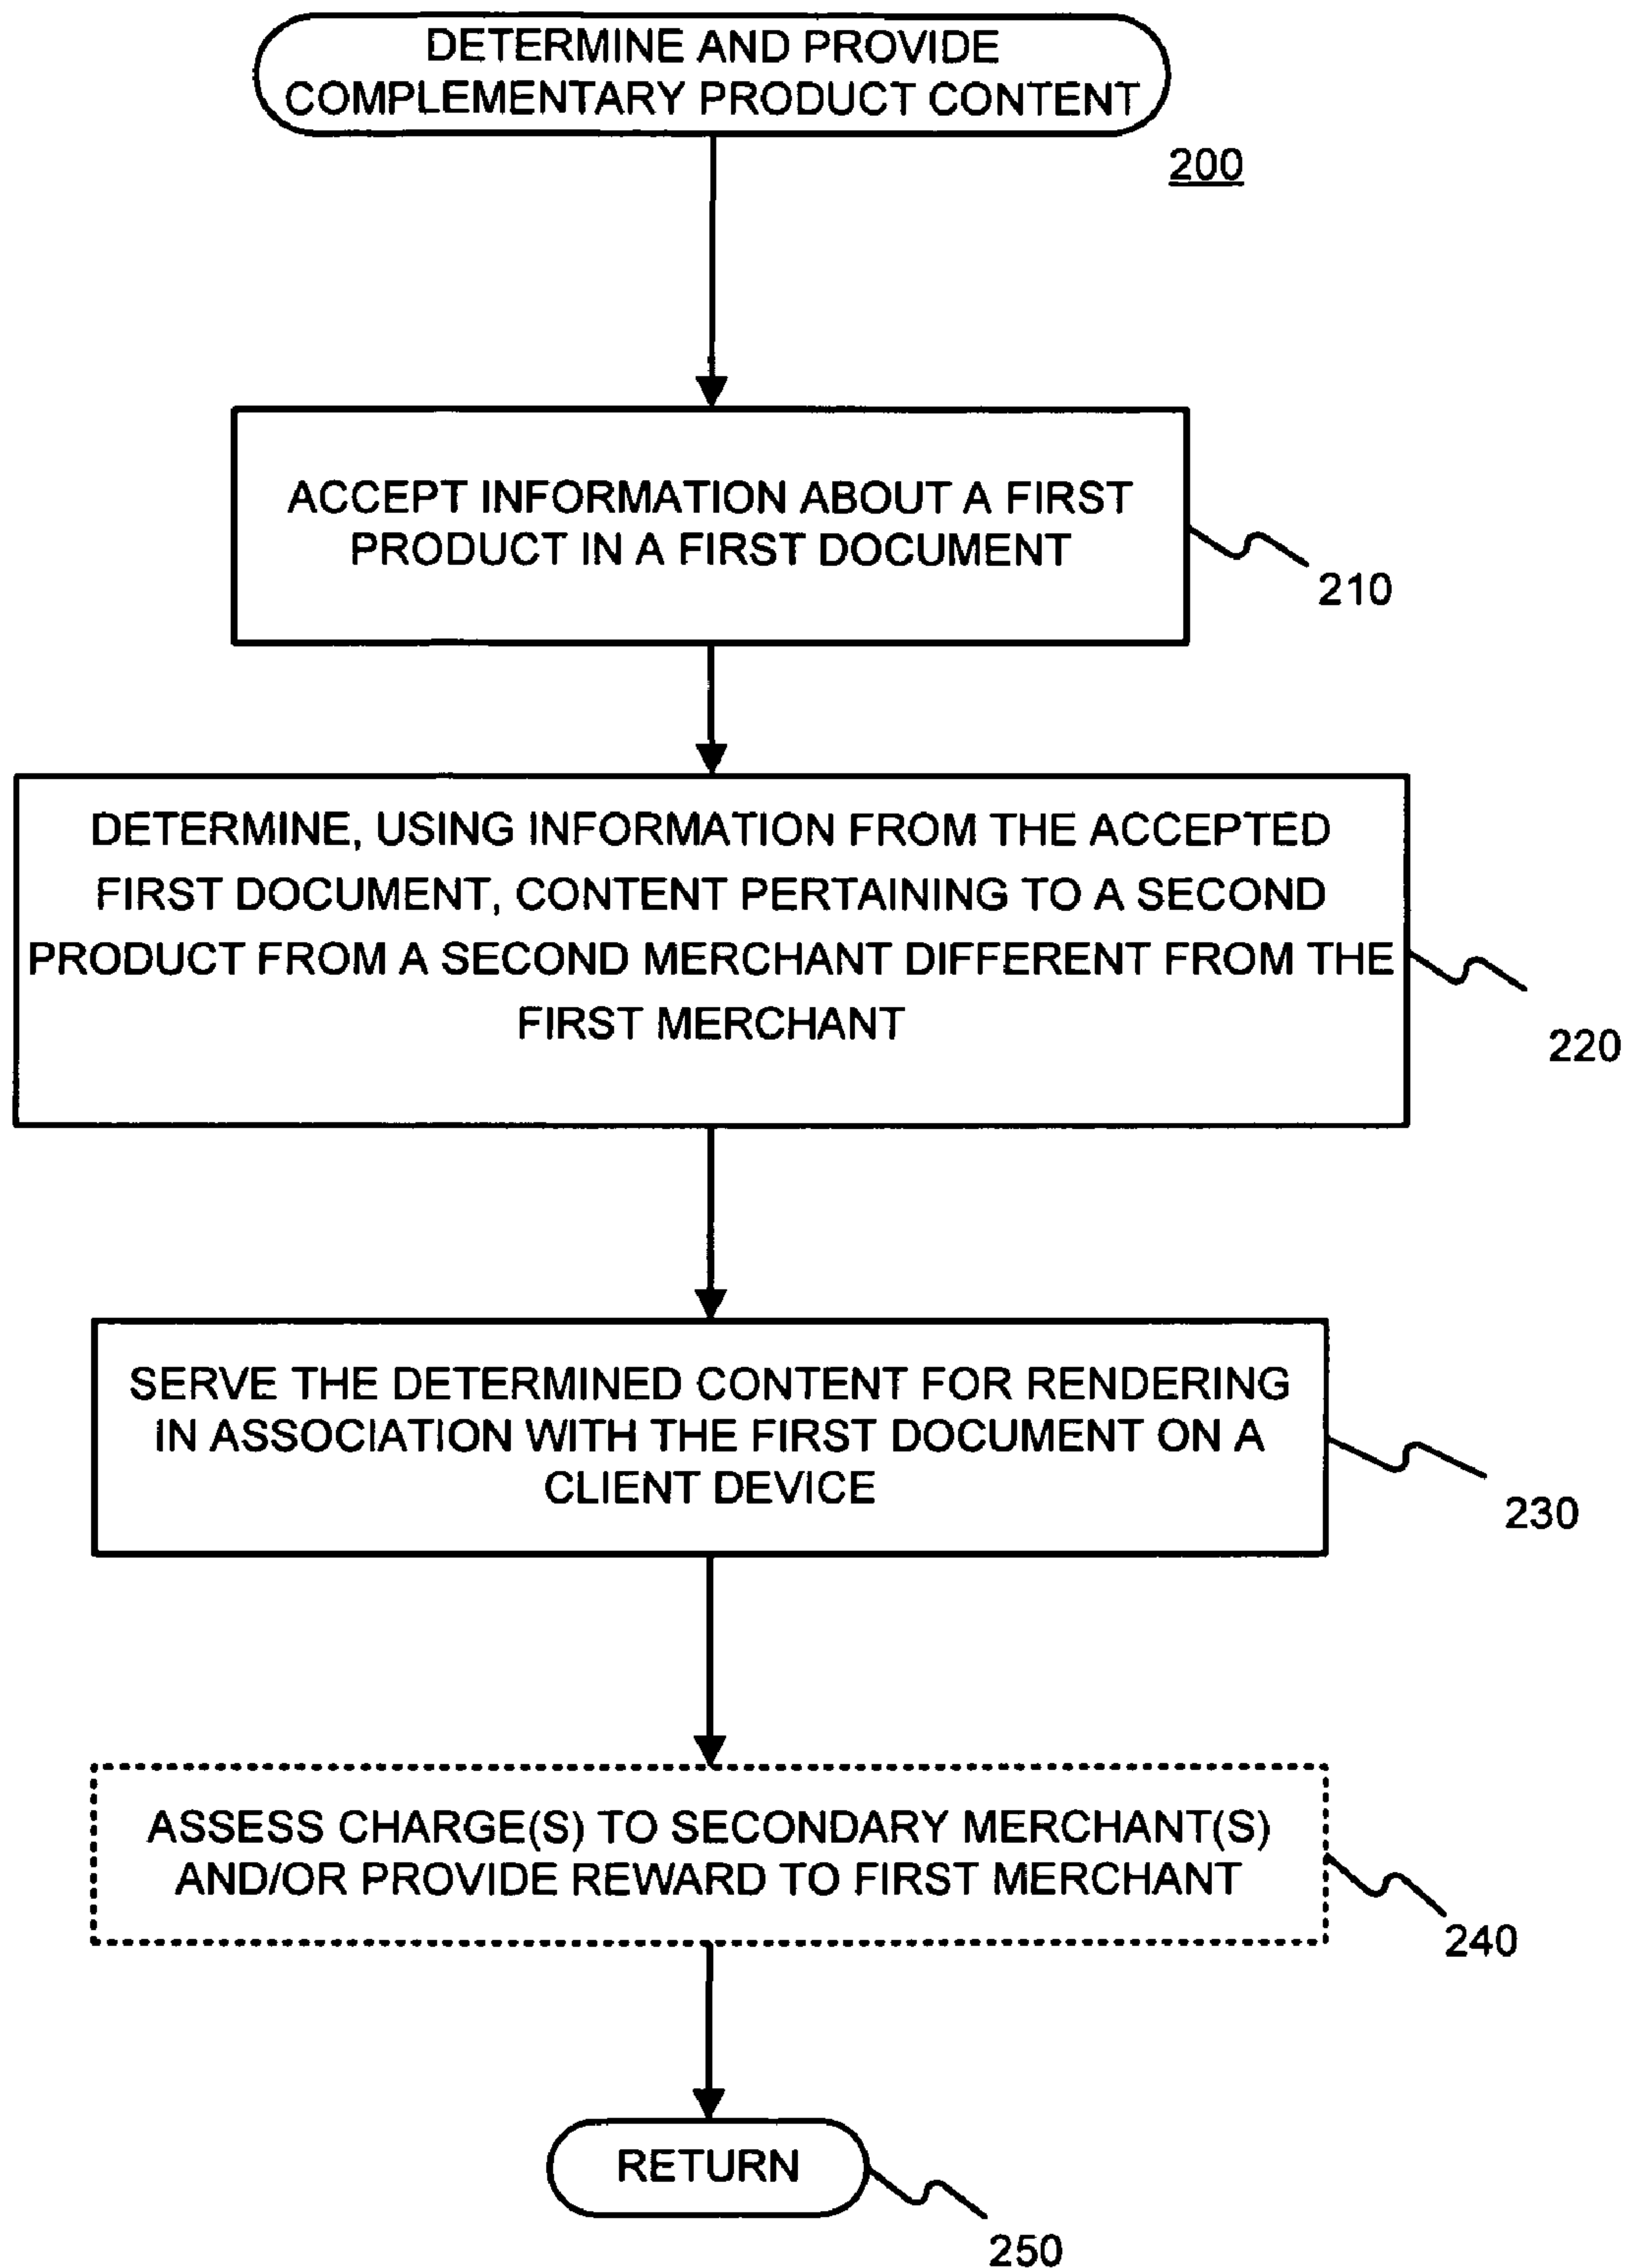 DETERMINE AND PROVIDE
COMPLEMENTARY PRODUCT CONTENT
200
ACCEPT INFORMATION ABOUT A FIRST
PRODUCT IN A FIRST DOCUMENT
210
DETERMINE, USING INFORMATION FROM THE ACCEPTED
FIRST DOCUMENT, CONTENT PERTAINING TO A SECOND
PRODUCT FROM A SECOND MERCHANT DIFFERENT FROM THE
FIRST MERCHANT
220
SERVE THE DETERMINED CONTENT FOR RENDERING
IN ASSOCIATION WITH THE FIRST DOCUMENT ON A
CLIENT DEVICE
230
ASSESS CHARGE(S) TO SECONDARY MERCHANT(S)
AND/OR PROVIDE REWARD TO FIRST MERCHANT
240
RETURN
250